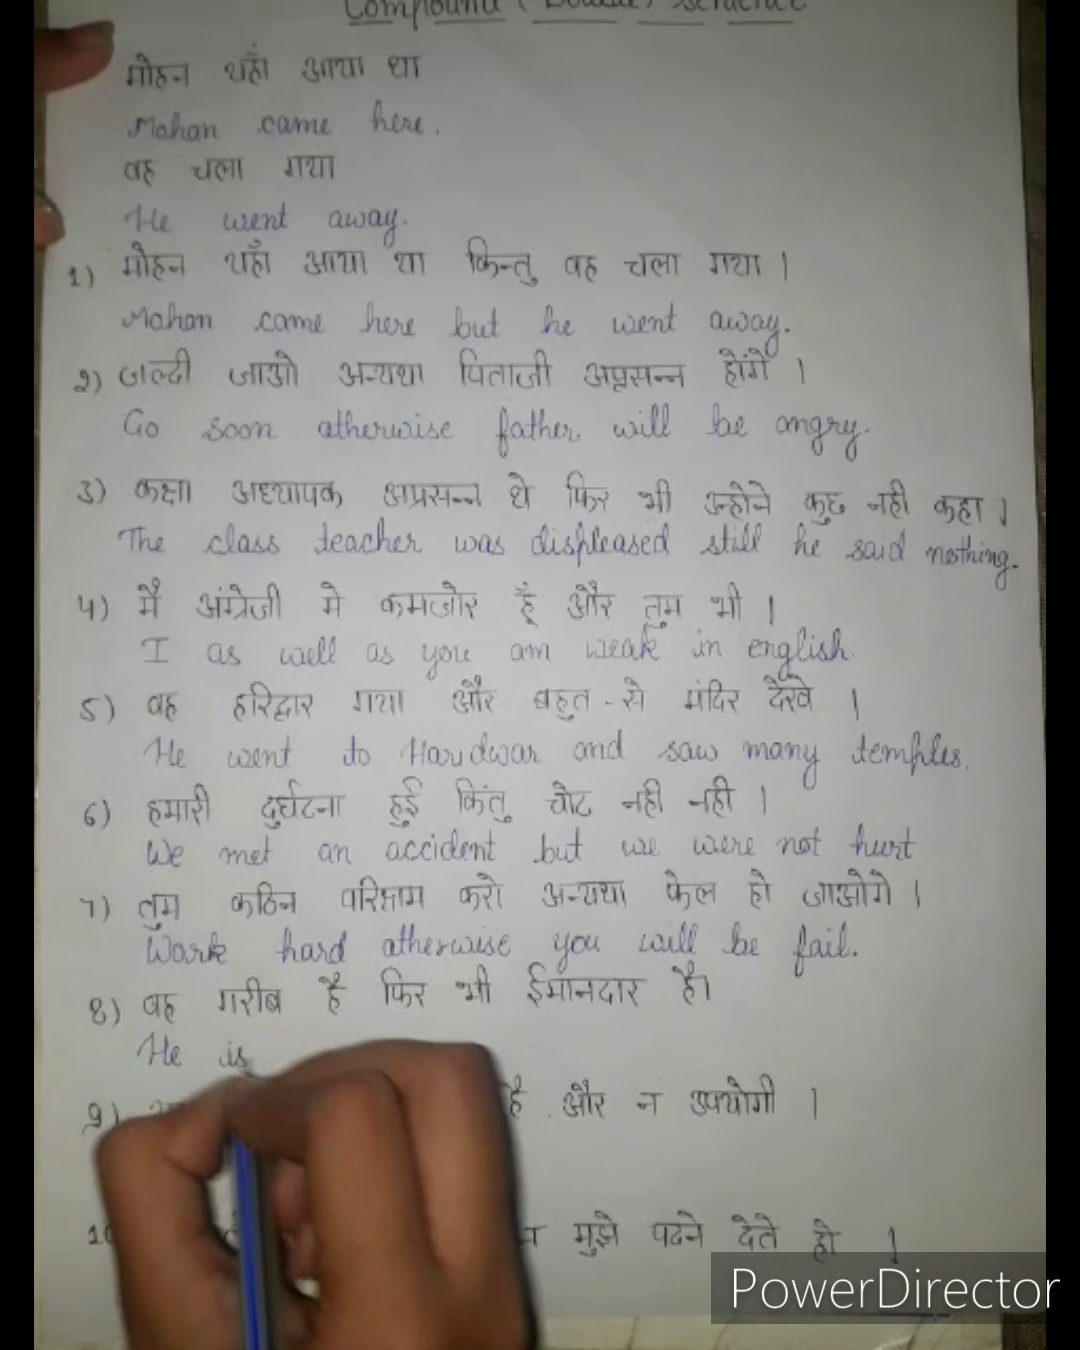 Compound (Double) Sentence
मोहन यहाँ आया था
Mohan came here.
वह चला गया
He went away.
1) मोहन यहाँ आया था किन्तु वह चला गया।
Mohan came here but he went away.
2) जल्दी जाओ अन्यथा पिताजी अप्रसन्न होंगें।
Go soon otherwise father will be angry.
3) कक्षा अध्यापक अप्रसन्न थे फिर भी उन्होने कुछ नही कहा।
The class teacher was displeased still he said nothing.
4) मै अंग्रेजी मे कमजोर हूँ और तुम भी।
I as well as you am weak in english.
5) वह हरिद्वार गया और बहुत-से मंदिर देखे।
He went to Hardwar and saw many temples.
6) हमारी दुर्घटना हुई किंतु चोट नही नही।
We met an accident but we were not hurt
7) तुम कठिन परिश्रम करो अन्यथा फेल हो जाओगे।
Work hard otherwise you will be fail.
8) वह गरीब है फिर भी ईमानदार है।
He is
9) है और न उपयोगी।
मुझे पढने देते हो।
PowerDirector